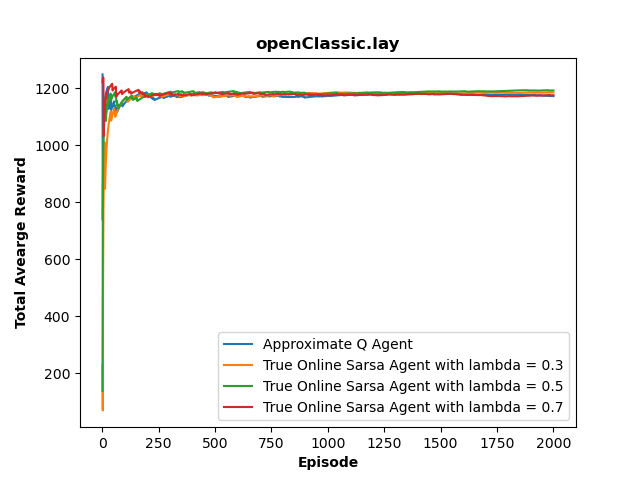 openClassic.lay
Total Avearge Reward
1200
1000
800
600
400
200
Approximate Q Agent
True Online Sarsa Agent with lambda = 0.3
True Online Sarsa Agent with lambda = 0.5
True Online Sarsa Agent with lambda = 0.7
0 250 500 750 1000 1250 1500 1750 2000
Episode